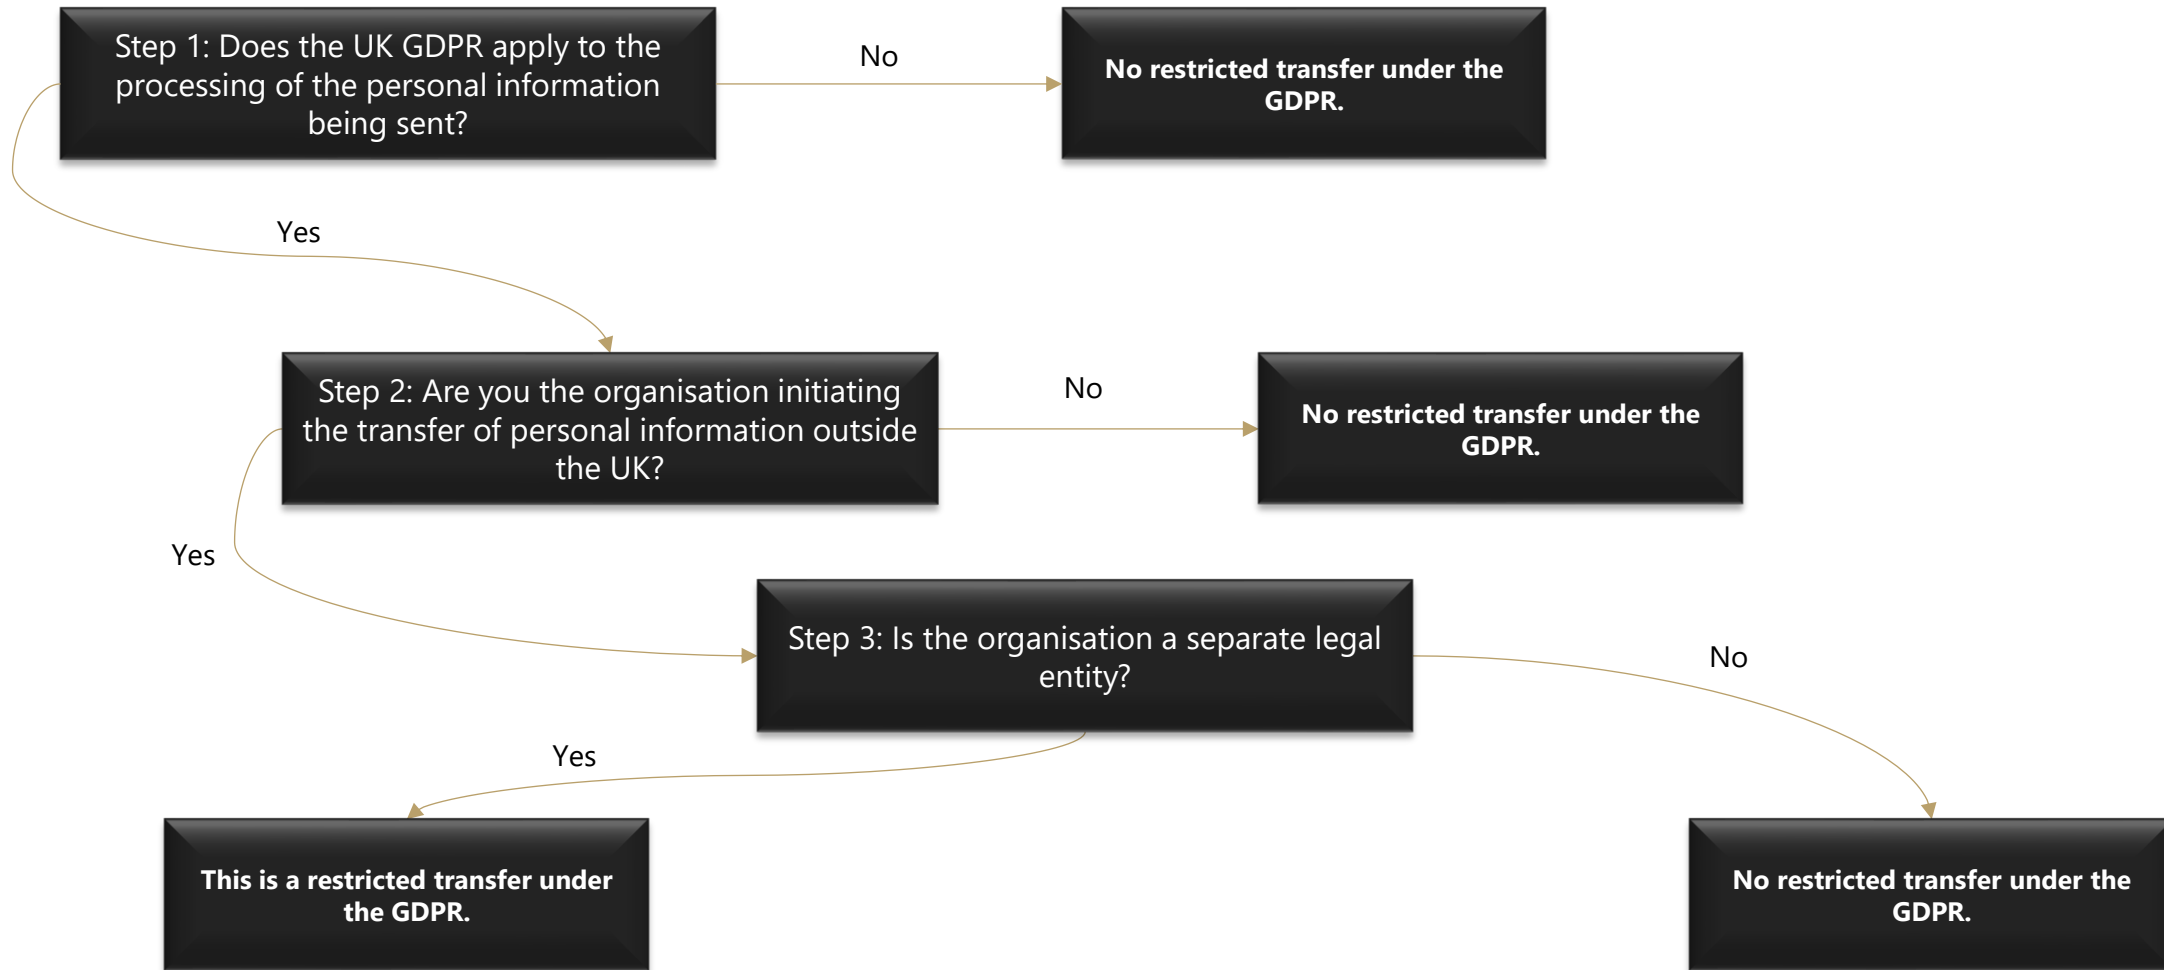 Step 1: Does the UK GDPR apply to the
processing of the personal information
being sent?
No
No restricted transfer under the
GDPR.
Yes
Step 2: Are you the organisation initiating
the transfer of personal information outside
the UK?
No
No restricted transfer under the
GDPR.
Yes
Step 3: Is the organisation a separate legal
entity?
No
Yes
This is a restricted transfer under
the GDPR.
No restricted transfer under the
GDPR.